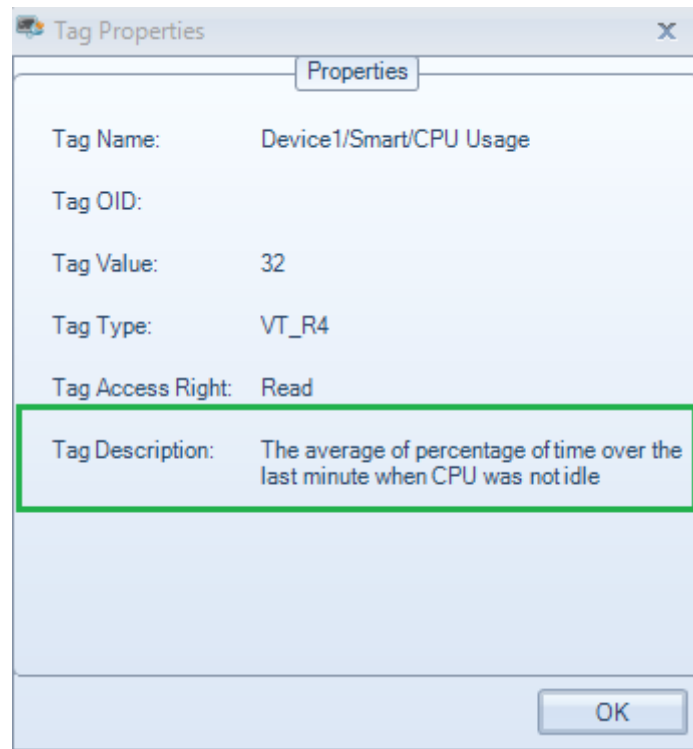 Tag Properties
Properties
Tag Name: Device1/Smart/CPU Usage
Tag OID:
Tag Value: 32
Tag Type: VT_R4
Tag Access Right: Read
Tag Description: The average of percentage of time over the
last minute when CPU was not idle
OK